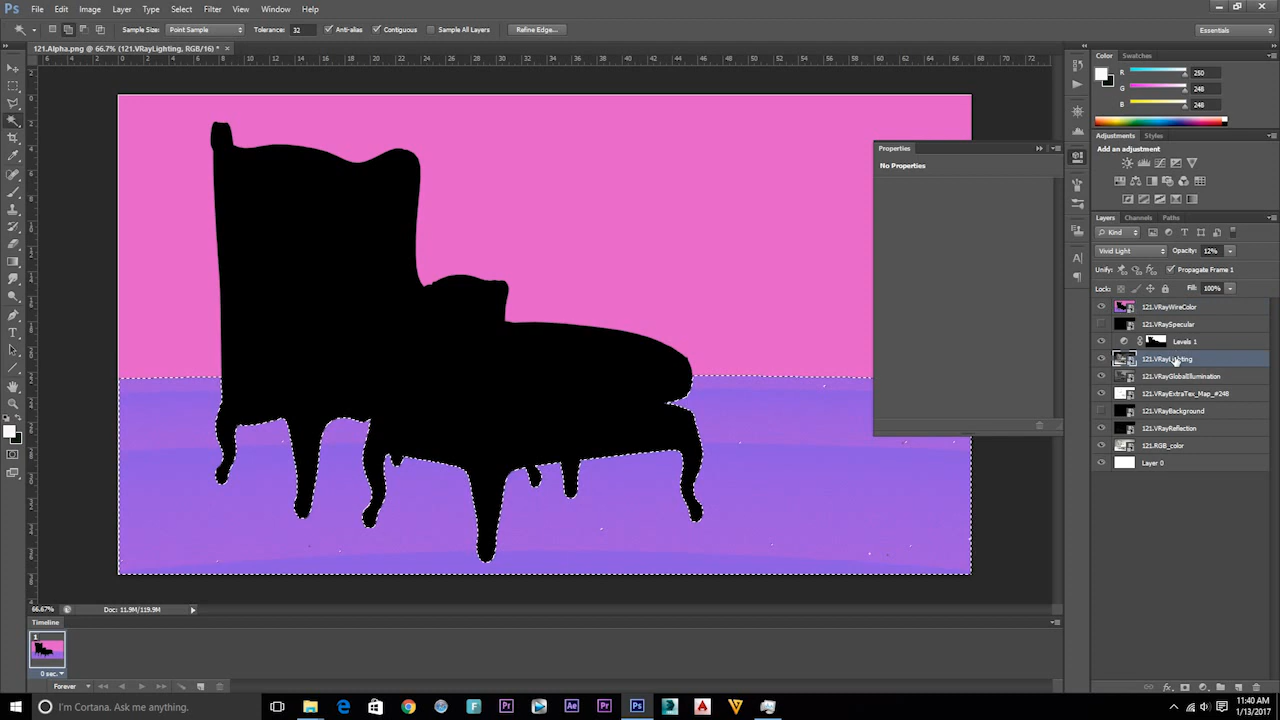 Ps File Edit Image Layer Type Select Filter View Window Help
Sample Size: Point Sample Tolerance: 32 Anti-alias Contiguous Sample All Layers Refine Edge... Essentials
121.Alpha.png @ 66.7% (121.VRayLighting, RGB/16) *
Color Swatches
R 250
G 248
B 248
Adjustments Styles
Add an adjustment
Properties
No Properties
Layers Channels Paths
Kind
Vivid Light Opacity: 12%
Unify: Propagate Frame 1
Lock: Fill: 100%
121.VRayWireColor
121.VRaySpecular
Levels 1
121.VRayLighting
121.VRayGlobalIllumination
121.VRayExtraTex_Map_#248
121.VRayBackground
121.VRayReflection
121.RGB_color
Layer 0
66.67% Doc: 11.9M/119.9M
Timeline
1
0 sec.
Forever
I'm Cortana. Ask me anything.
11:40 AM
1/13/2017